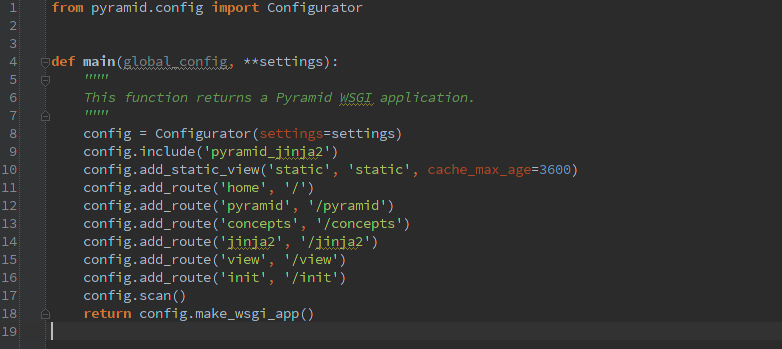 1 from pyramid.config import Configurator
2
3
4 def main(global_config, **settings):
5     """
6     This function returns a Pyramid WSGI application.
7     """
8     config = Configurator(settings=settings)
9     config.include('pyramid_jinja2')
10     config.add_static_view('static', 'static', cache_max_age=3600)
11     config.add_route('home', '/')
12     config.add_route('pyramid', '/pyramid')
13     config.add_route('concepts', '/concepts')
14     config.add_route('jinja2', '/jinja2')
15     config.add_route('view', '/view')
16     config.add_route('init', '/init')
17     config.scan()
18     return config.make_wsgi_app()
19